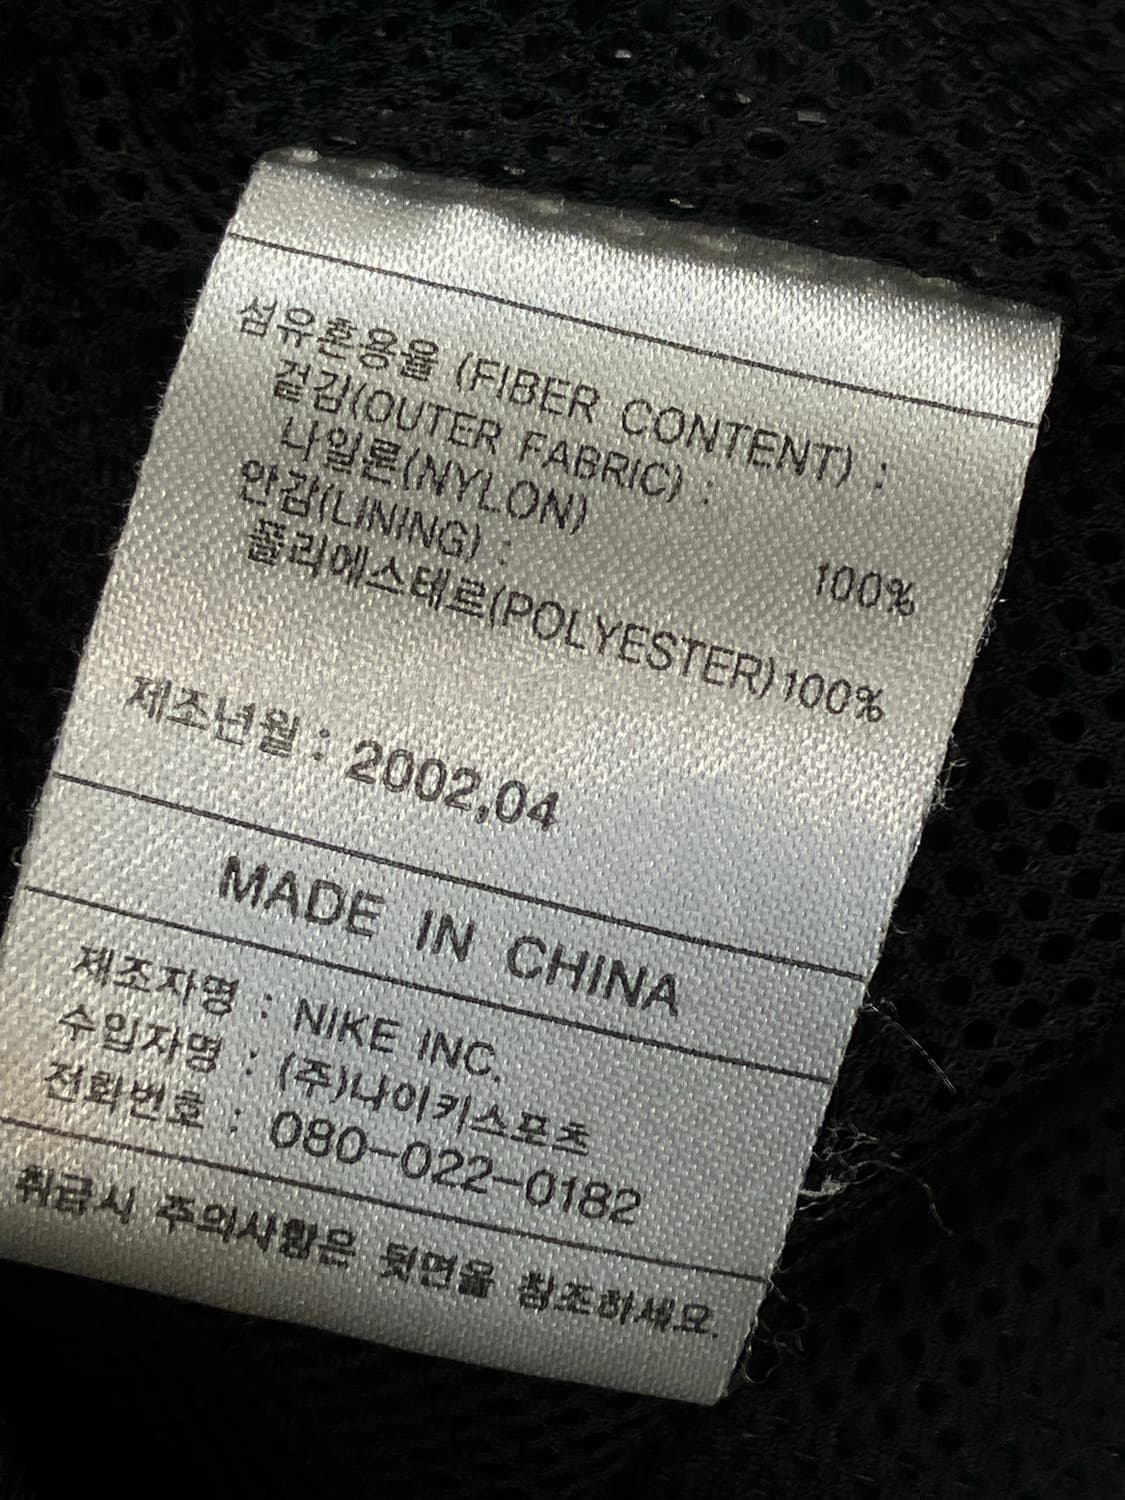 섬유혼용율 (FIBER CONTENT) :
겉감(OUTER FABRIC) :
나일론(NYLON) 100%
안감(LINING) :
폴리에스테르(POLYESTER)100%
제조년월 : 2002.04
MADE IN CHINA
제조자명 : NIKE INC.
수입자명 : (주)나이키스포츠
전화번호 : 080-022-0182
취급시 주의사항은 뒷면을 참조하세요.